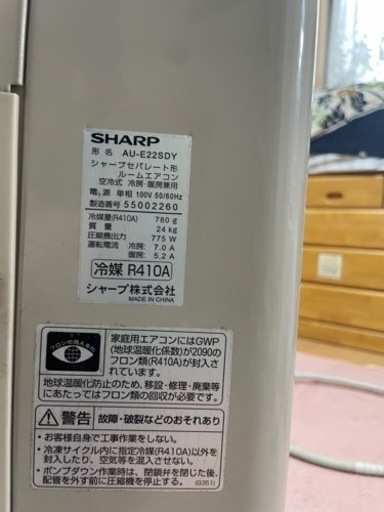 SHARP
形 名 AU-E22SDY
シャープセパレート形
ルームエアコン
空冷式 冷房・暖房兼用
電 源 単相 100V 50/60Hz
製造番号 55002260
冷媒量(R410A) 780 g
質 量 24 kg
圧縮機出力 775 W
運転電流 冷房: 7.0 A
暖房: 5.2 A
冷媒 R410A
シャープ株式会社
MADE IN CHINA
フロンの見える化
家庭用エアコンにはGWP
(地球温暖化係数)が2090の
フロン類(R410A)が封入さ
れています。
地球温暖化防止のため、移設・修理・廃棄等
にあたってはフロン類の回収が必要です。
警告 故障・破裂などのおそれあり
• お客様自身で工事作業をしない。
• 冷凍サイクル内に指定冷媒(R410A)以外を
封入したり、空気等を混入させない。
• ポンプダウン作業時は、閉鎖弁を閉じた後、
配管を外す前に圧縮機を停止する。 (G351)